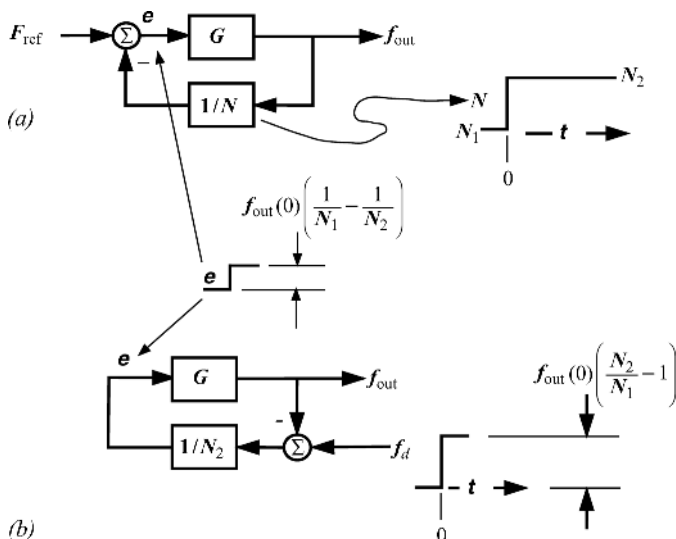 F_ref Σ e G f_out
−
1/N
(a)
N N_1 N_2
0 t
f_out(0)(1/N_1 − 1/N_2)
e
e
G f_out
-
1/N_2 Σ f_d
f_out(0)(N_2/N_1 − 1)
t
0
(b)